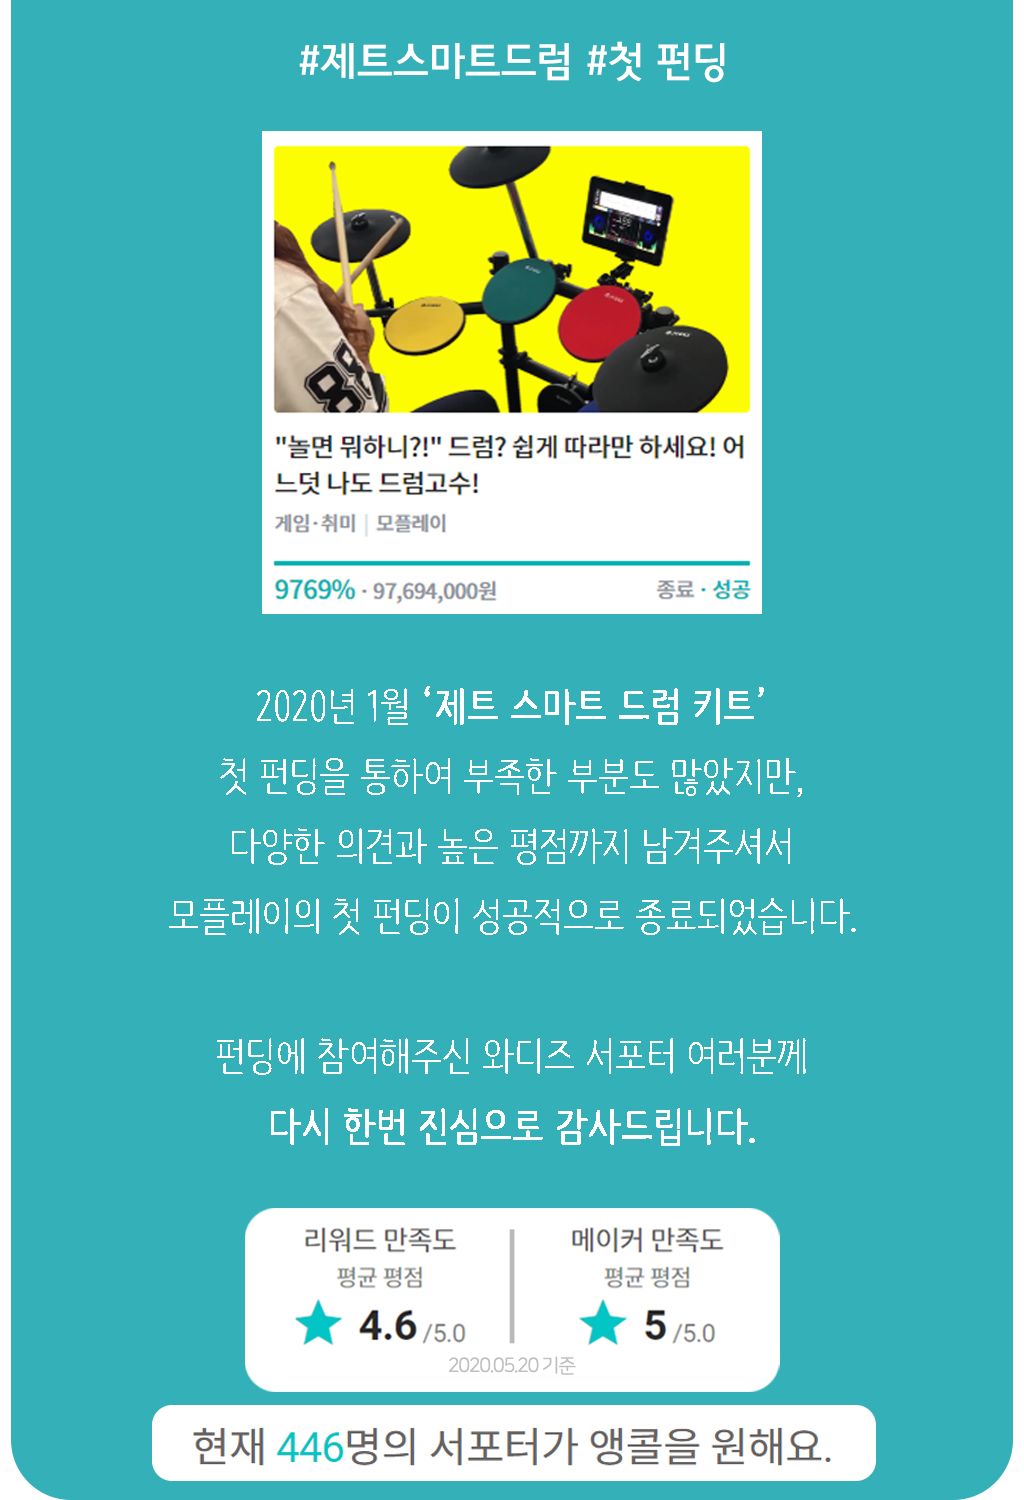 #제트스마트드럼 #첫 펀딩
"놀면 뭐하니?!" 드럼? 쉽게 따라만 하세요! 어
느덧 나도 드럼고수!
게임·취미 | 모플레이
9769% · 97,694,000원 종료 · 성공
2020년 1월 ‘제트 스마트 드럼 키트’
첫 펀딩을 통하여 부족한 부분도 많았지만,
다양한 의견과 높은 평점까지 남겨주셔서
모플레이의 첫 펀딩이 성공적으로 종료되었습니다.
펀딩에 참여해주신 와디즈 서포터 여러분께
다시 한번 진심으로 감사드립니다.
리워드 만족도 메이커 만족도
평균 평점 평균 평점
4.6 /5.0 5 /5.0
2020.05.20 기준
현재 446명의 서포터가 앵콜을 원해요.